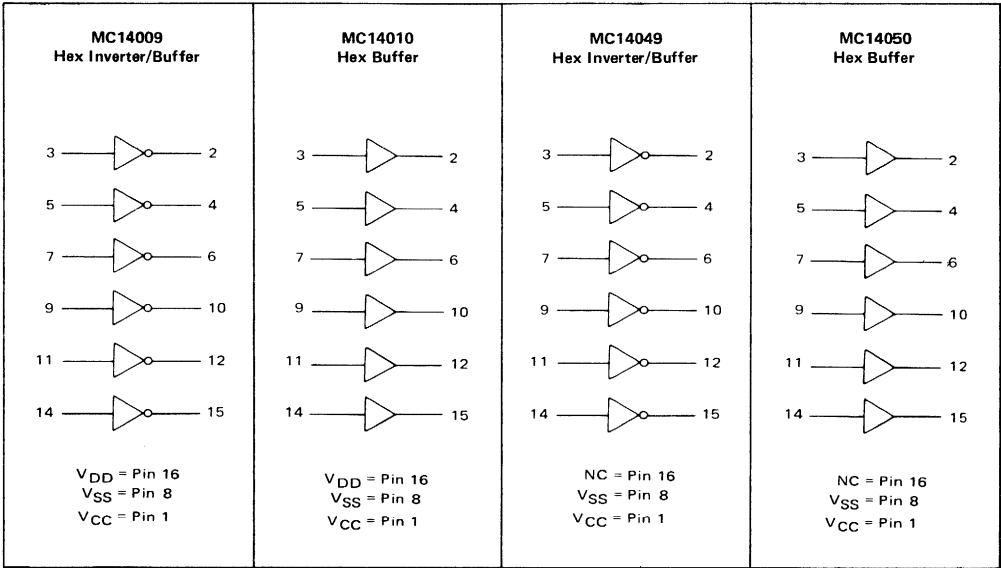 MC14009
Hex Inverter/Buffer
3 2
5 4
7 6
9 10
11 12
14 15
VDD = Pin 16
VSS = Pin 8
VCC = Pin 1
MC14010
Hex Buffer
3 2
5 4
7 6
9 10
11 12
14 15
VDD = Pin 16
VSS = Pin 8
VCC = Pin 1
MC14049
Hex Inverter/Buffer
3 2
5 4
7 6
9 10
11 12
14 15
NC = Pin 16
VSS = Pin 8
VCC = Pin 1
MC14050
Hex Buffer
3 2
5 4
7 6
9 10
11 12
14 15
NC = Pin 16
VSS = Pin 8
VCC = Pin 1